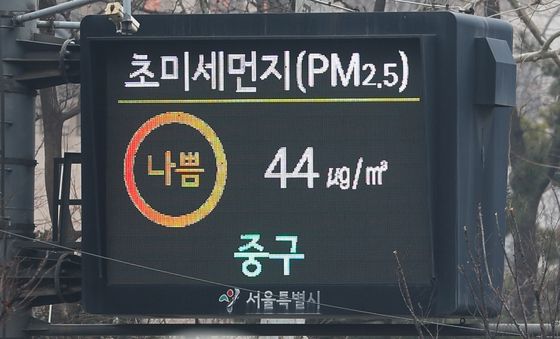 초미세먼지(PM2.5)
나쁨 44 ㎍/㎥
중구
서울특별시